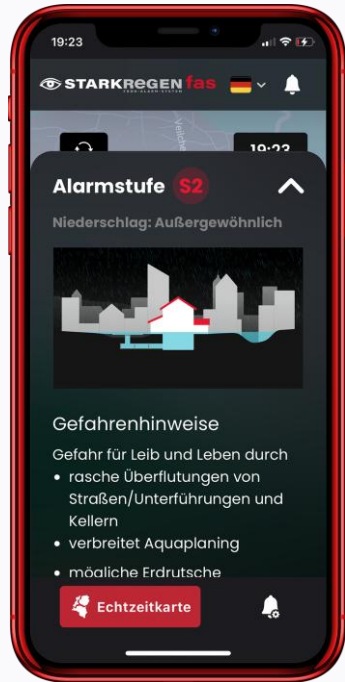 19:23
STARKREGEN fas
19:23
Alarmstufe S2
Niederschlag: Außergewöhnlich
Gefahrenhinweise
Gefahr für Leib und Leben durch
• rasche Überflutungen von
Straßen/Unterführungen und
Kellern
• verbreitet Aquaplaning
• mögliche Erdrutsche
Echtzeitkarte